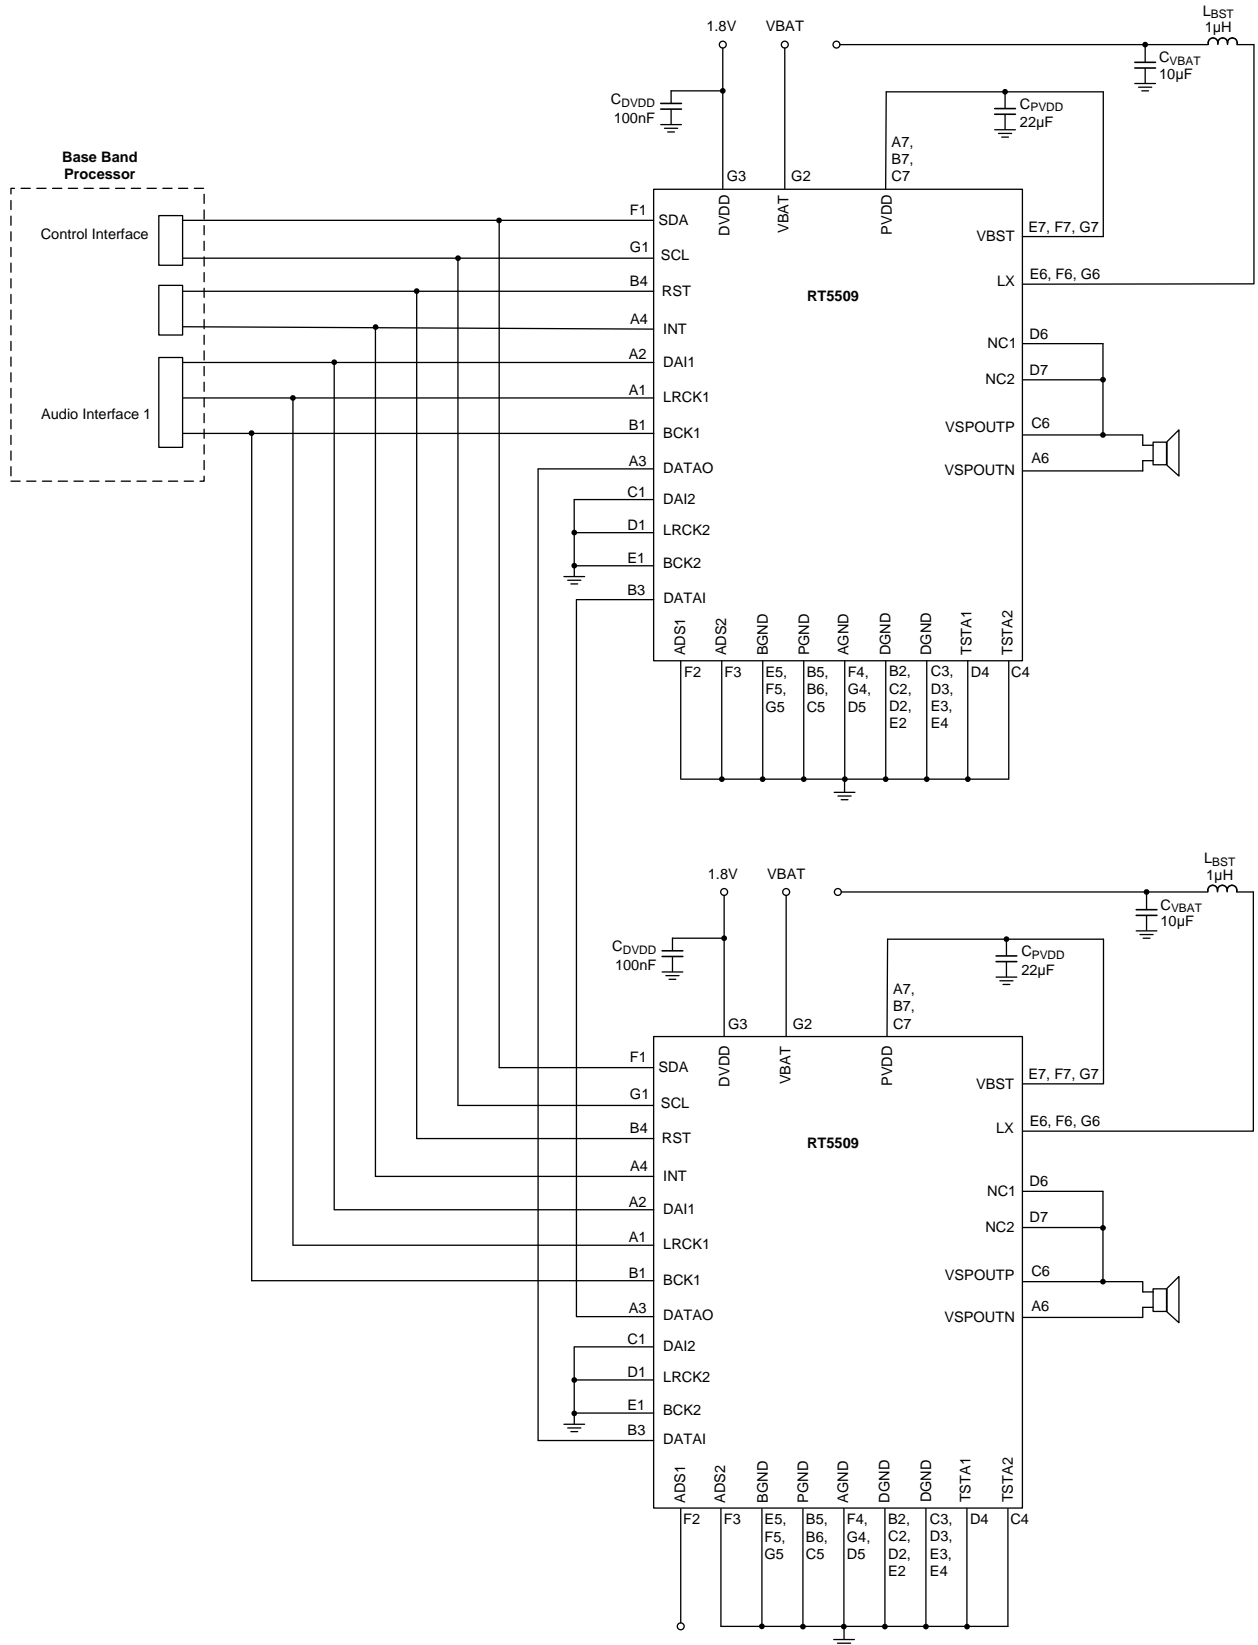 L_BST
1µH
1.8V
VBAT
C_VBAT
10µF
C_DVDD
100nF
C_PVDD
22µF
A7,
B7,
C7
G3
G2
Base Band
Processor
Control Interface
Audio Interface 1
F1
SDA
G1
SCL
B4
RST
A4
INT
A2
DAI1
A1
LRCK1
B1
BCK1
A3
DATAO
C1
DAI2
D1
LRCK2
E1
BCK2
B3
DATAI
DVDD
VBAT
PVDD
RT5509
VBST
E7, F7, G7
LX
E6, F6, G6
NC1
D6
NC2
D7
VSPOUTP
C6
VSPOUTN
A6
ADS1
ADS2
BGND
PGND
AGND
DGND
DGND
TSTA1
TSTA2
F2
F3
E5,
F5,
G5
B5,
B6,
C5
F4,
G4,
D5
B2,
C2,
D2,
E2
C3,
D3,
E3,
E4
D4
C4
L_BST
1µH
1.8V
VBAT
C_VBAT
10µF
C_DVDD
100nF
C_PVDD
22µF
A7,
B7,
C7
G3
G2
F1
SDA
G1
SCL
B4
RST
A4
INT
A2
DAI1
A1
LRCK1
B1
BCK1
A3
DATAO
C1
DAI2
D1
LRCK2
E1
BCK2
B3
DATAI
DVDD
VBAT
PVDD
RT5509
VBST
E7, F7, G7
LX
E6, F6, G6
NC1
D6
NC2
D7
VSPOUTP
C6
VSPOUTN
A6
ADS1
ADS2
BGND
PGND
AGND
DGND
DGND
TSTA1
TSTA2
F2
F3
E5,
F5,
G5
B5,
B6,
C5
F4,
G4,
D5
B2,
C2,
D2,
E2
C3,
D3,
E3,
E4
D4
C4